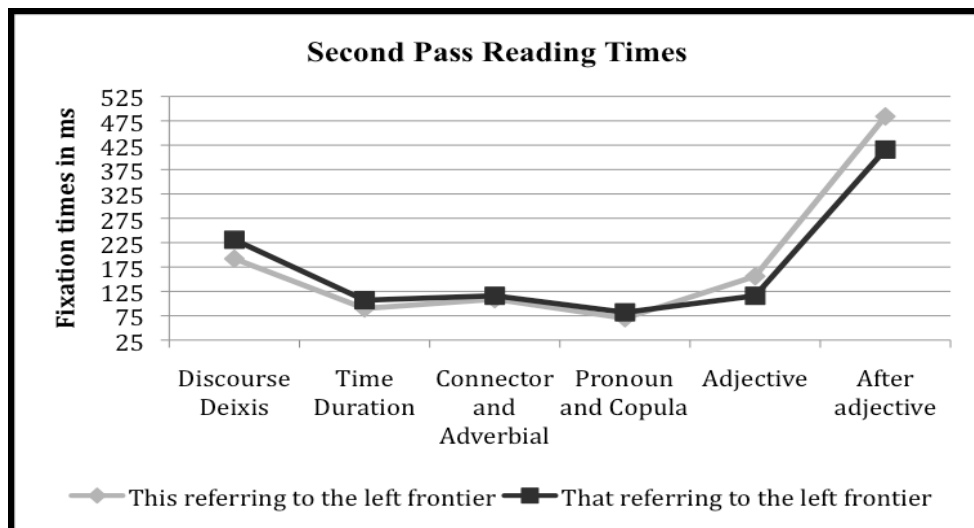 Second Pass Reading Times
Fixation times in ms
525
475
425
375
325
275
225
175
125
75
25
Discourse Deixis
Time Duration
Connector and Adverbial
Pronoun and Copula
Adjective
After adjective
This referring to the left frontier
That referring to the left frontier